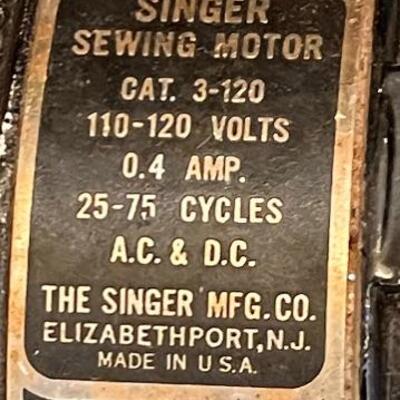 SINGER
SEWING MOTOR
CAT. 3-120
110-120 VOLTS
0.4 AMP.
25-75 CYCLES
A.C. & D.C.
THE SINGER MFG. CO.
ELIZABETHPORT, N.J.
MADE IN U.S.A.